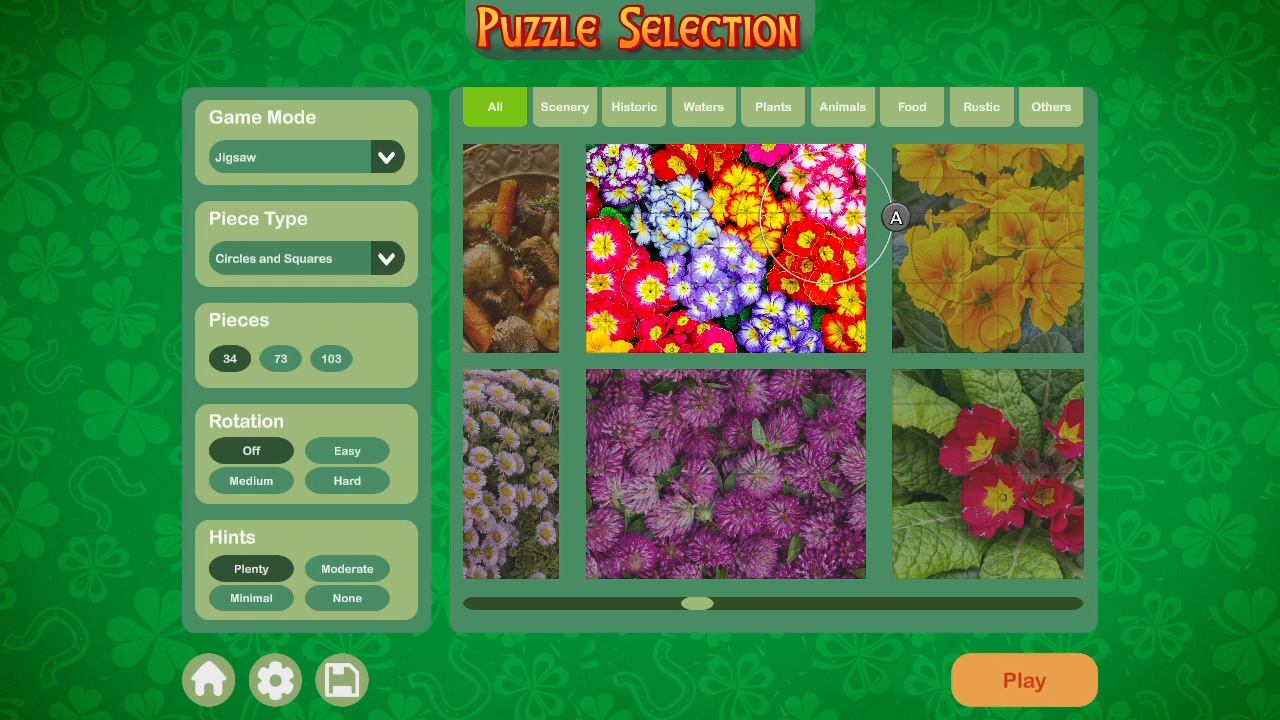 Puzzle Selection
Game Mode
Jigsaw
Piece Type
Circles and Squares
Pieces
34 73 103
Rotation
Off Easy
Medium Hard
Hints
Plenty Moderate
Minimal None
All Scenery Historic Waters Plants Animals Food Rustic Others
A
Play